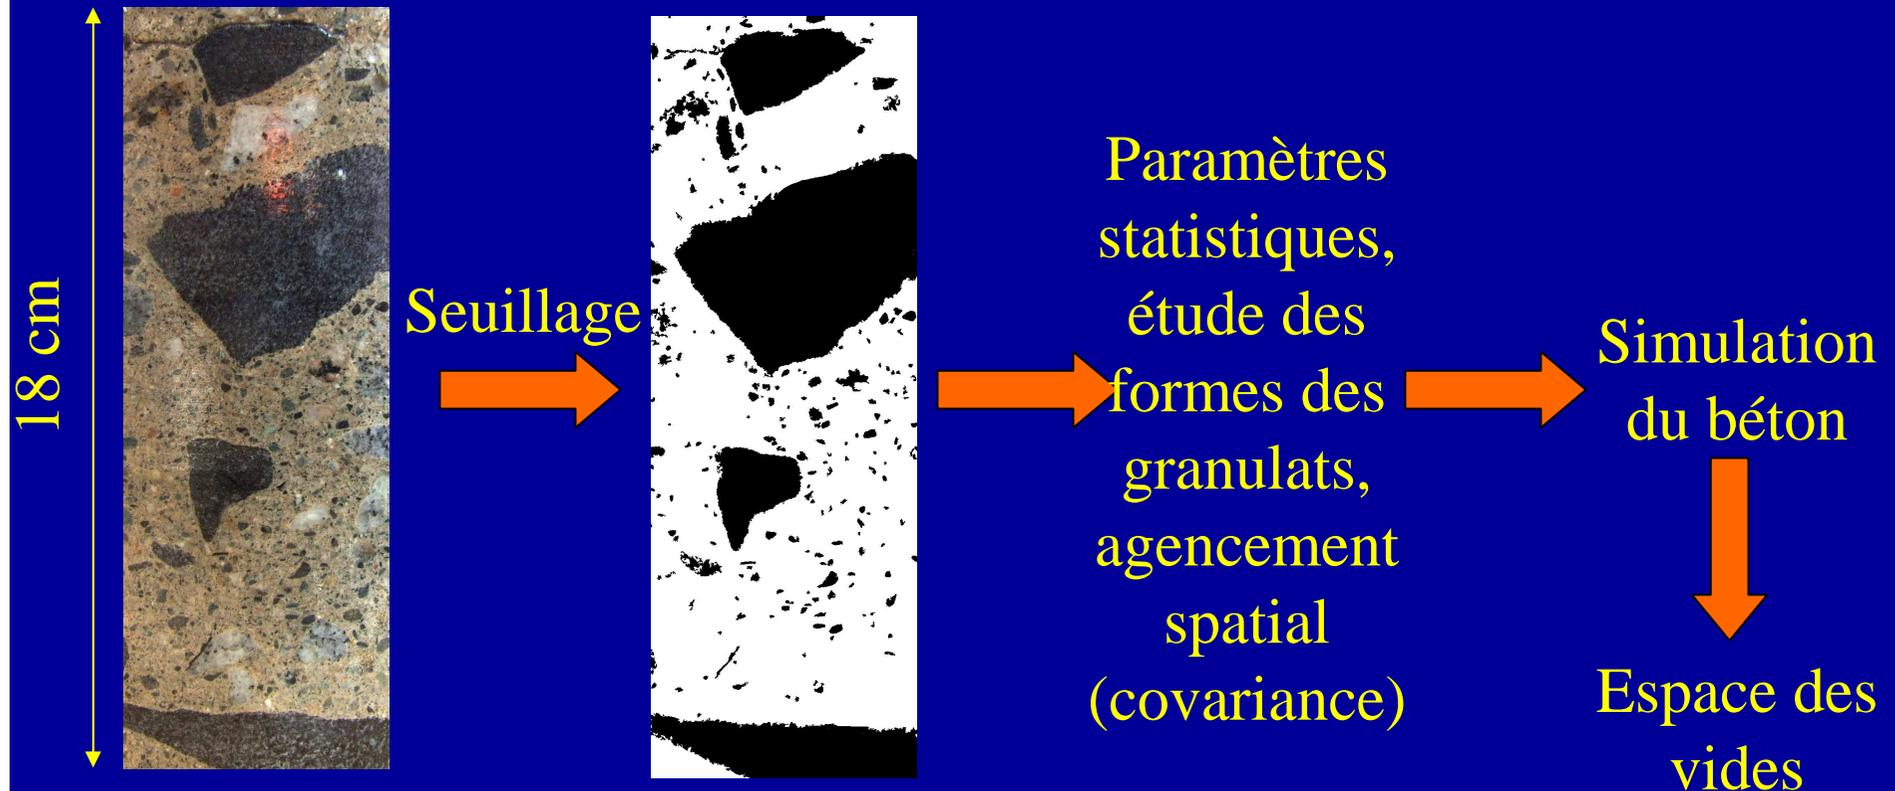 18 cm
Seuillage
Paramètres
statistiques,
étude des
formes des
granulats,
agencement
spatial
(covariance)
Simulation
du béton
Espace des
vides